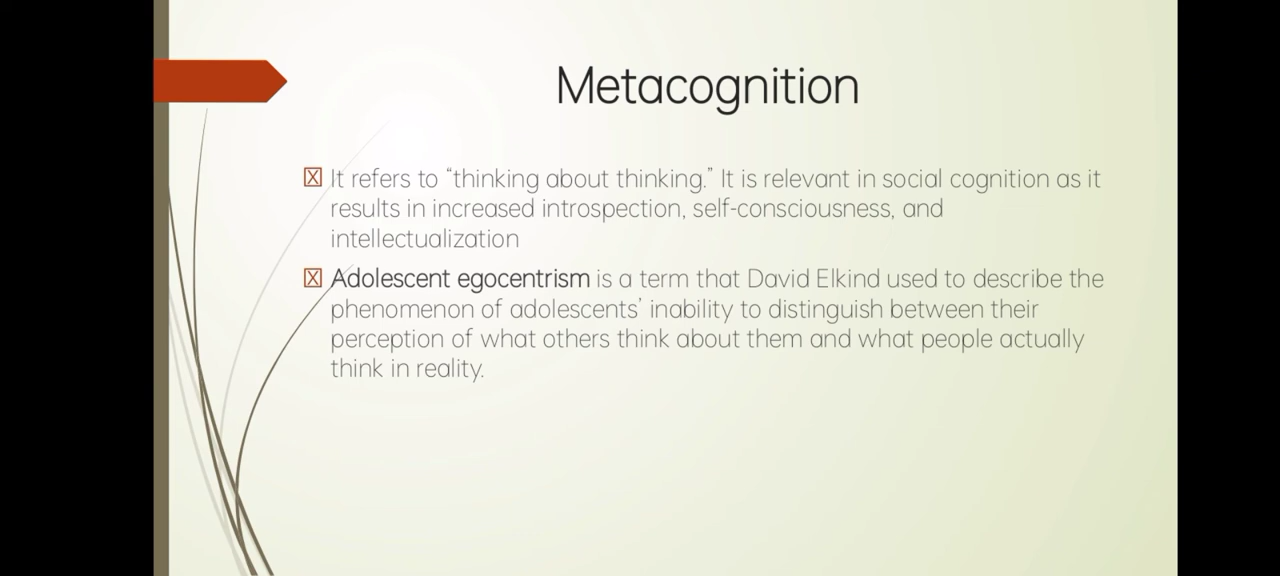 Metacognition
It refers to “thinking about thinking.” It is relevant in social cognition as it
results in increased introspection, self-consciousness, and
intellectualization
Adolescent egocentrism is a term that David Elkind used to describe the
phenomenon of adolescents’ inability to distinguish between their
perception of what others think about them and what people actually
think in reality.